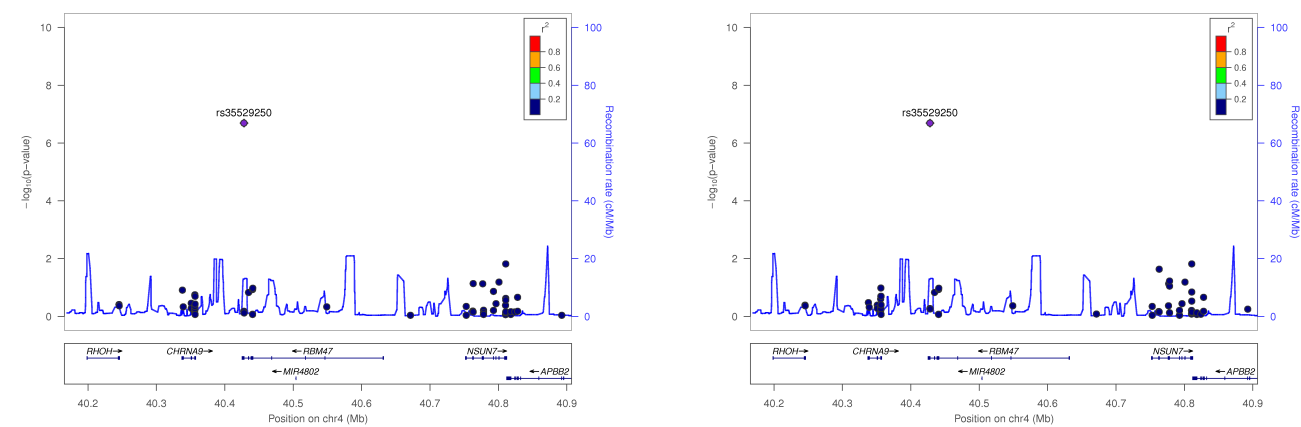 10
8
6
4
2
0
− log10(p−value)
rs35529250
r2
0.8
0.6
0.4
0.2
100
80
60
40
20
0
Recombination rate (cM/Mb)
RHOH→
CHRNA9→
←RBM47
NSUN7→
←MIR4802
←APBB2
40.2 40.3 40.4 40.5 40.6 40.7 40.8 40.9
Position on chr4 (Mb)
10
8
6
4
2
0
− log10(p−value)
rs35529250
r2
0.8
0.6
0.4
0.2
100
80
60
40
20
0
Recombination rate (cM/Mb)
RHOH→
CHRNA9→
←RBM47
NSUN7→
←MIR4802
←APBB2
40.2 40.3 40.4 40.5 40.6 40.7 40.8 40.9
Position on chr4 (Mb)